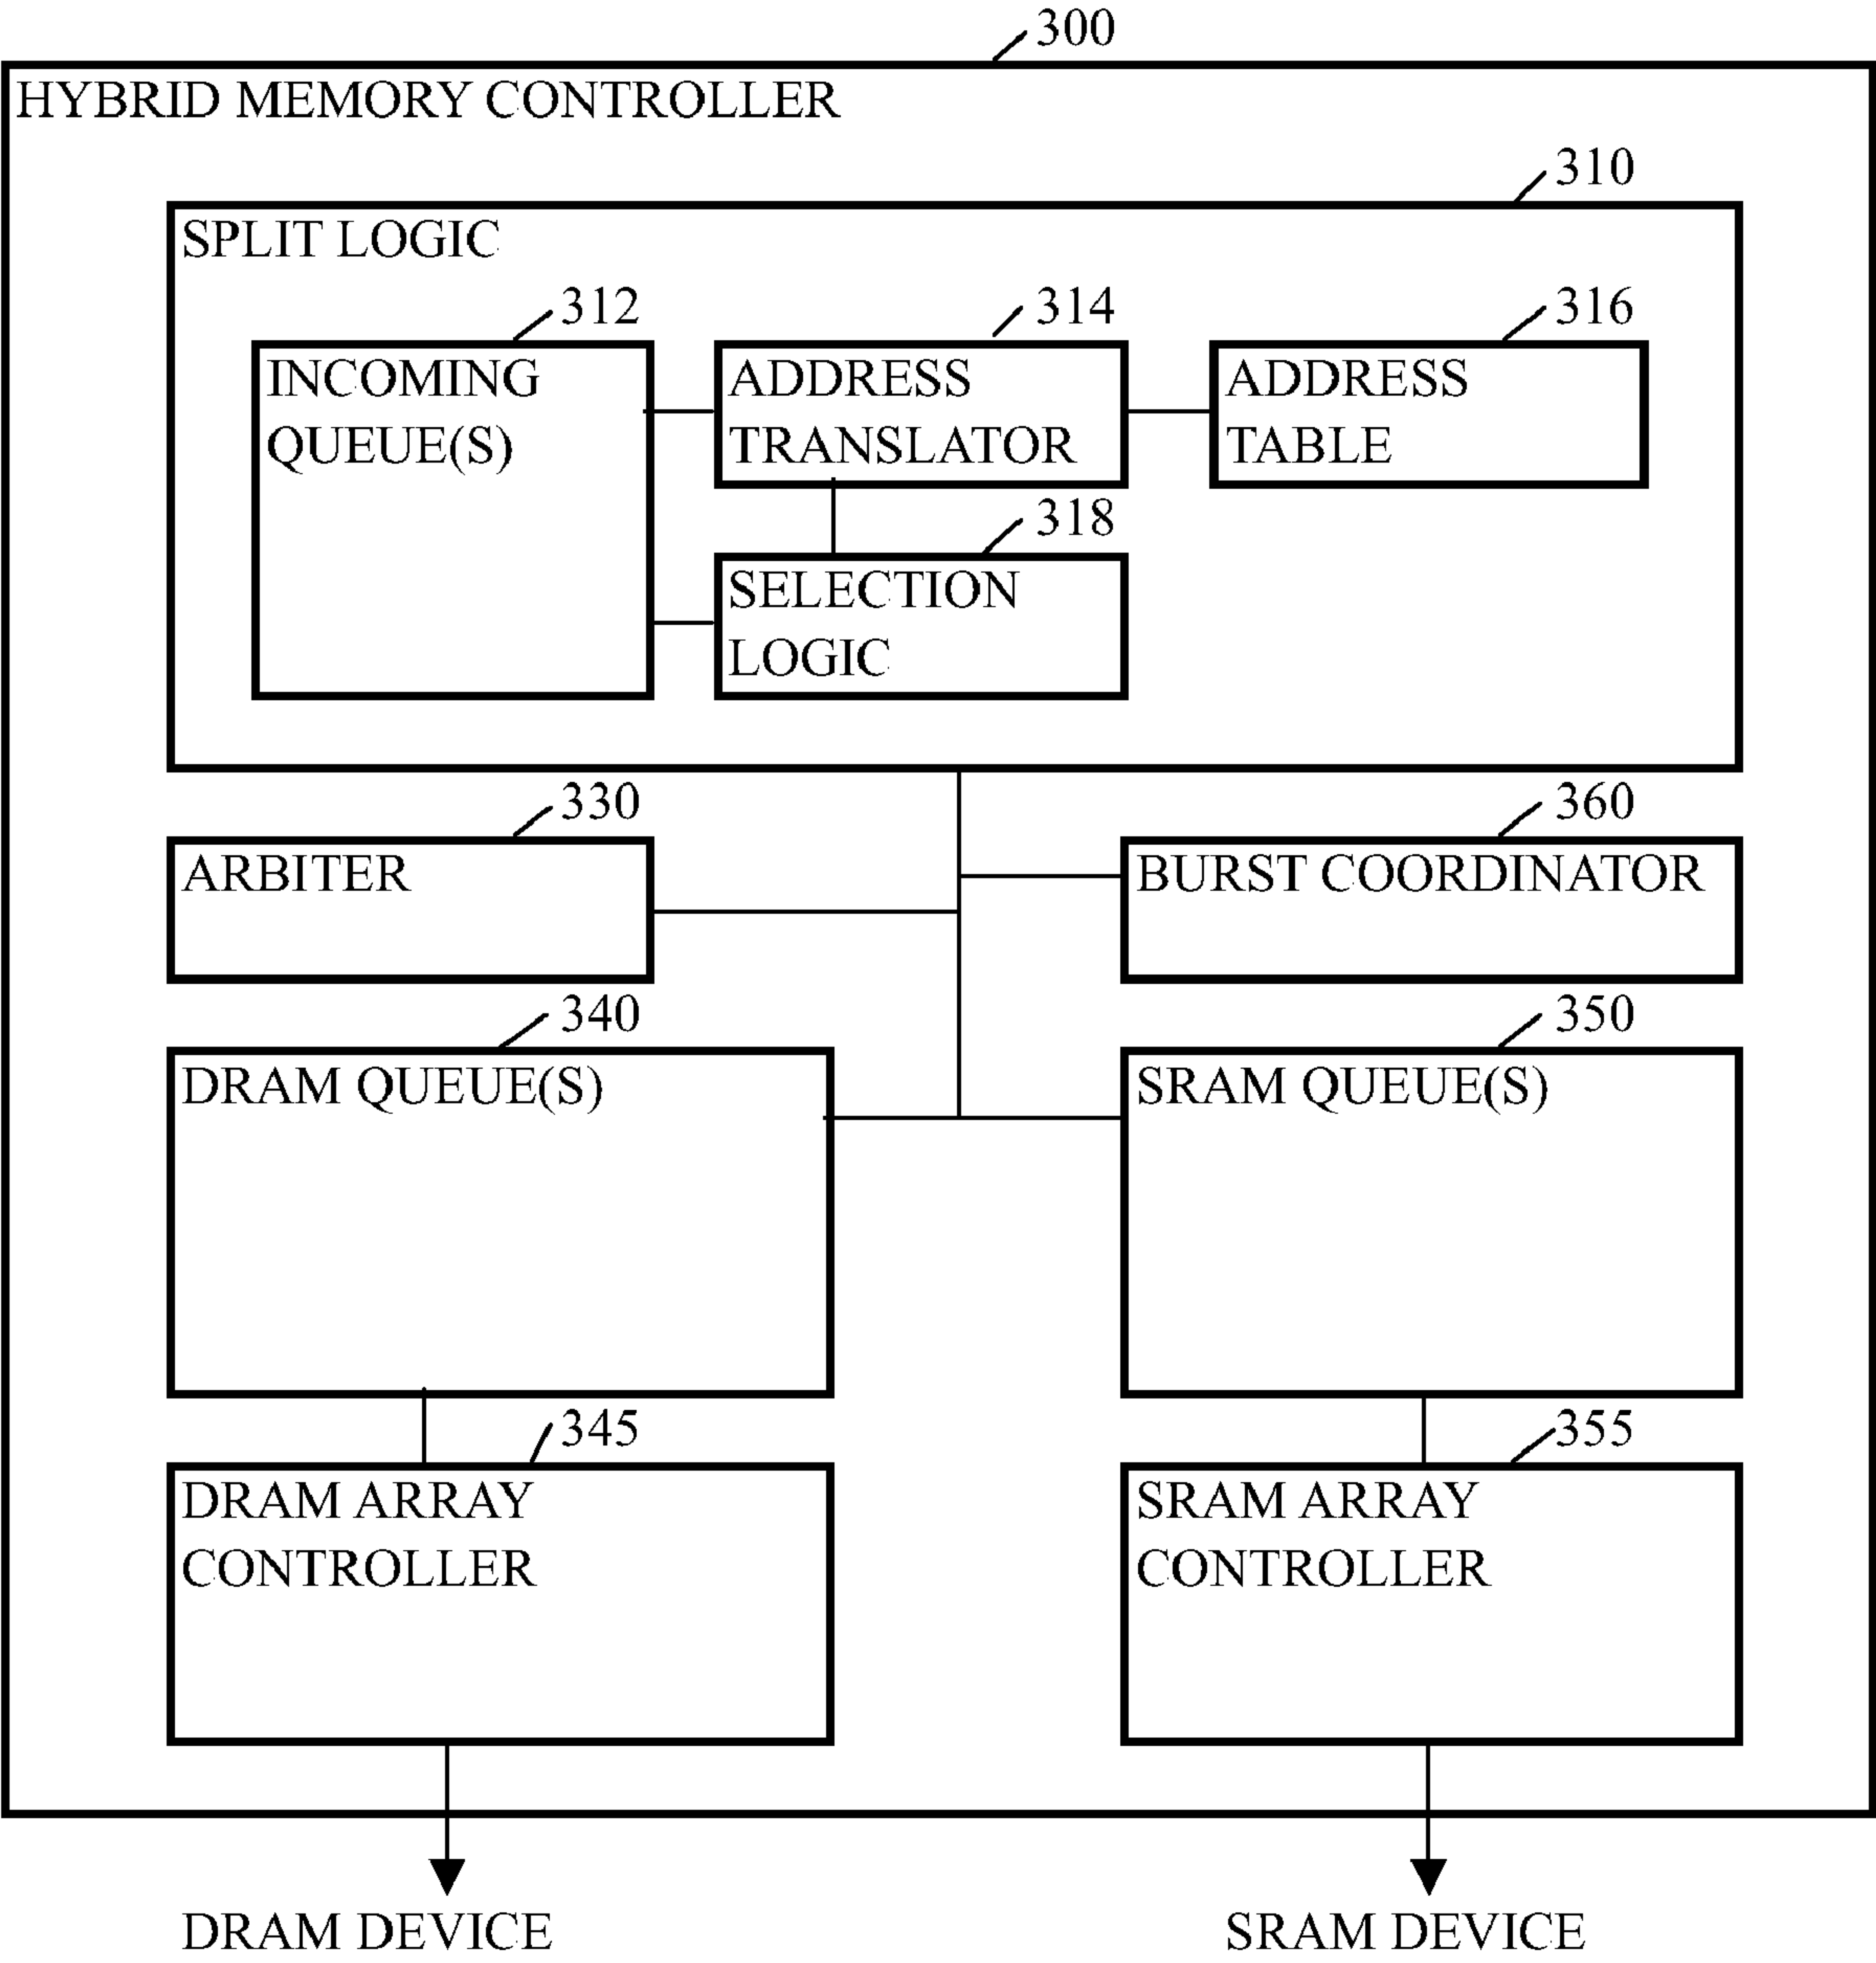 300
HYBRID MEMORY CONTROLLER
310
SPLIT LOGIC
312
314
316
INCOMING
QUEUE(S)
ADDRESS
TRANSLATOR
ADDRESS
TABLE
318
SELECTION
LOGIC
330
360
ARBITER
BURST COORDINATOR
340
350
DRAM QUEUE(S)
SRAM QUEUE(S)
345
355
DRAM ARRAY
CONTROLLER
SRAM ARRAY
CONTROLLER
DRAM DEVICE
SRAM DEVICE